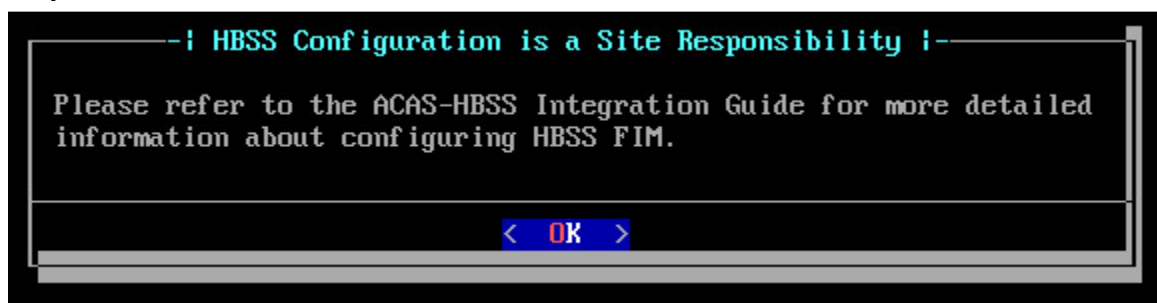 -| HBSS Configuration is a Site Responsibility |-
Please refer to the ACAS-HBSS Integration Guide for more detailed
information about configuring HBSS FIM.
< OK >